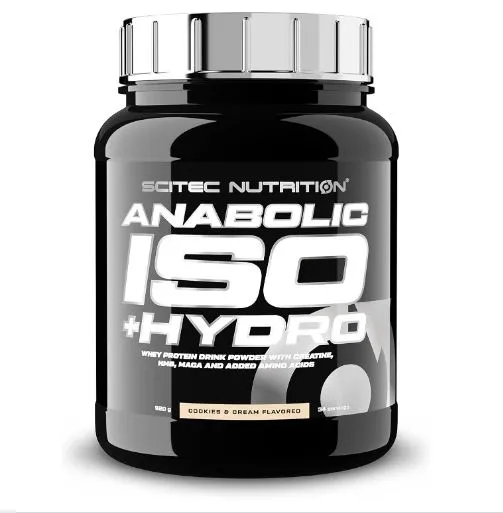 SCITEC NUTRITION®
ANABOLIC
ISO
+HYDRO
WHEY PROTEIN DRINK POWDER WITH CREATINE,
HMB, MACA AND ADDED AMINO ACIDS
920 g
COOKIES & CREAM FLAVORED